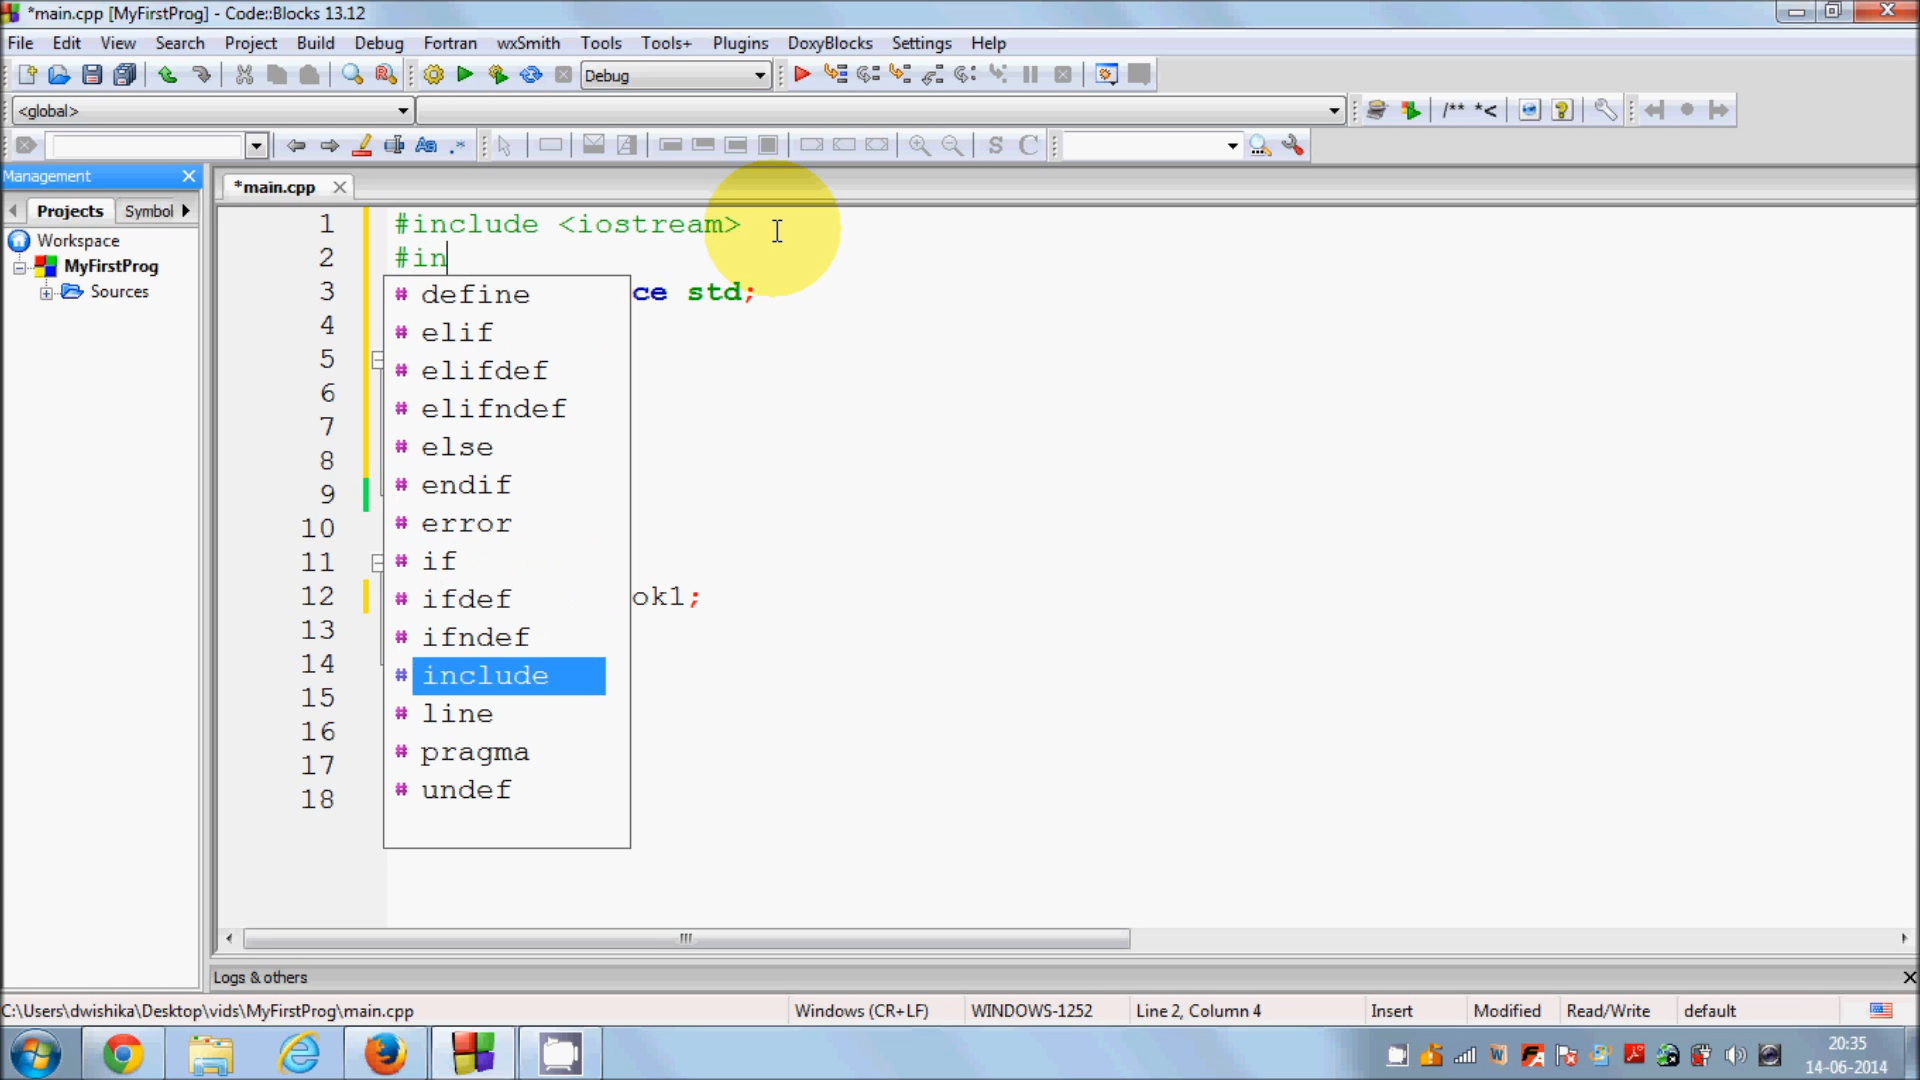 *main.cpp [MyFirstProg] - Code::Blocks 13.12
File Edit View Search Project Build Debug Fortran wxSmith Tools Tools+ Plugins DoxyBlocks Settings Help
Debug
<global>
/** *<
S C
Management
*main.cpp
Projects Symbol
Workspace
MyFirstProg
Sources
1 #include <iostream>
2 #in
3 ce std;
4
5
6
7
8
9
10
11
12 ok1;
13
14
15
16
17
18
# define
# elif
# elifdef
# elifndef
# else
# endif
# error
# if
# ifdef
# ifndef
# include
# line
# pragma
# undef
Logs & others
C:\Users\dwishika\Desktop\vids\MyFirstProg\main.cpp Windows (CR+LF) WINDOWS-1252 Line 2, Column 4 Insert Modified Read/Write default
20:35
14-06-2014